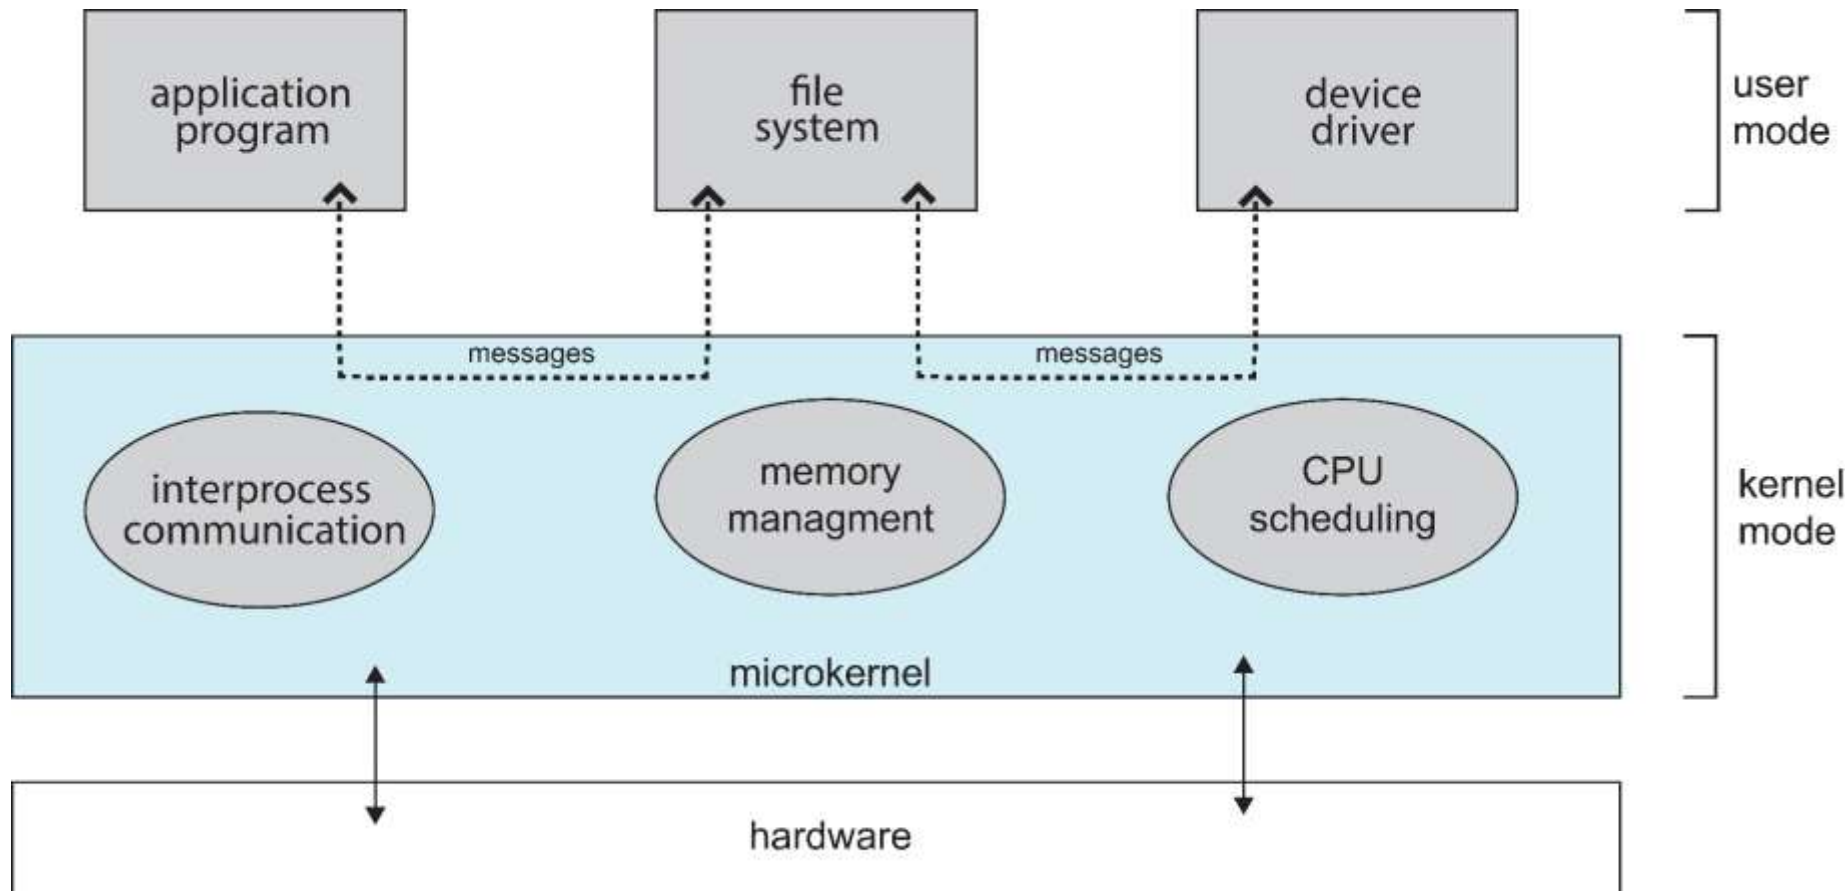 application
program
file
system
device
driver
user
mode
messages
messages
interprocess
communication
memory
managment
CPU
scheduling
kernel
mode
microkernel
hardware